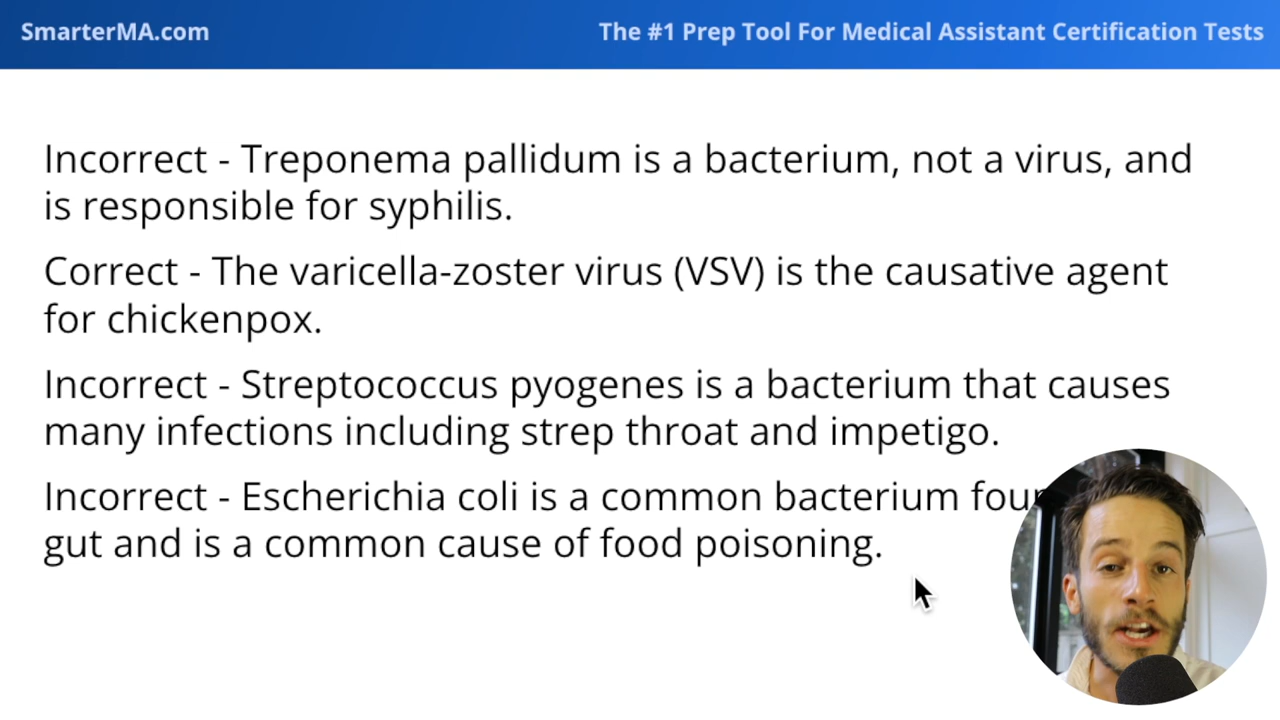 SmarterMA.com
The #1 Prep Tool For Medical Assistant Certification Tests
Incorrect - Treponema pallidum is a bacterium, not a virus, and
is responsible for syphilis.
Correct - The varicella-zoster virus (VSV) is the causative agent
for chickenpox.
Incorrect - Streptococcus pyogenes is a bacterium that causes
many infections including strep throat and impetigo.
Incorrect - Escherichia coli is a common bacterium
gut and is a common cause of food poisoning.